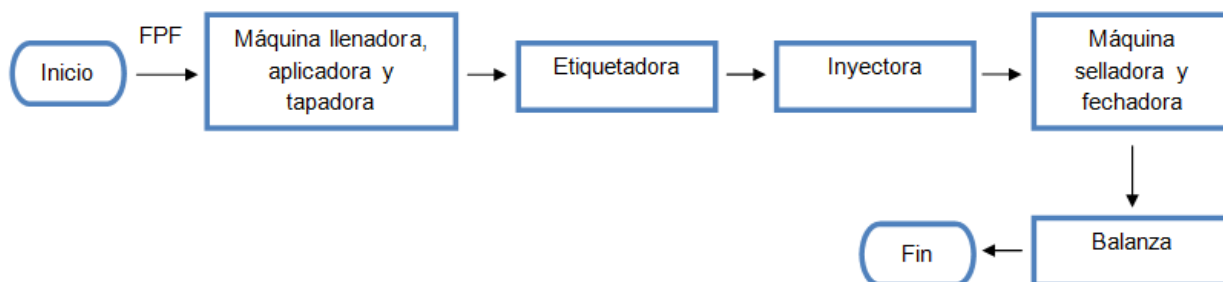 Inicio
FPF
Máquina llenadora,
aplicadora y
tapadora
Etiquetadora
Inyectora
Máquina
selladora y
fechadora
Balanza
Fin